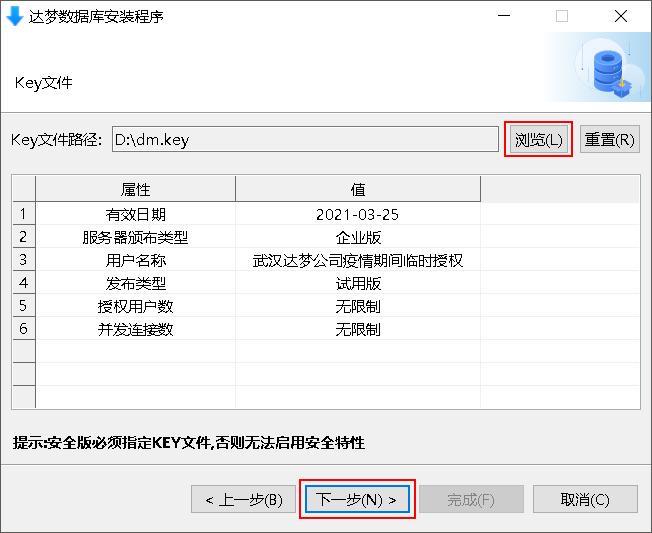 达梦数据库安装程序
Key文件
Key文件路径: D:\dm.key 浏览(L) 重置(R)
属性 值
1 有效日期 2021-03-25
2 服务器颁布类型 企业版
3 用户名称 武汉达梦公司疫情期间临时授权
4 发布类型 试用版
5 授权用户数 无限制
6 并发连接数 无限制
提示:安全版必须指定KEY文件,否则无法启用安全特性
< 上一步(B) 下一步(N) > 完成(F) 取消(C)